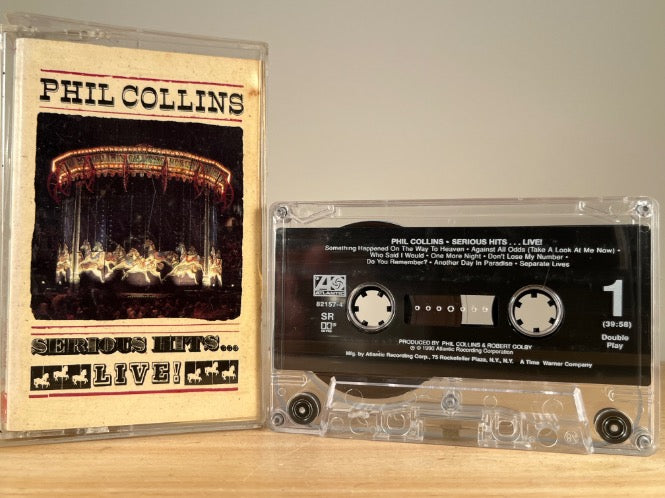 PHIL COLLINS
SERIOUS HITS...
LIVE!
PHIL COLLINS • SERIOUS HITS . . . LIVE!
Something Happened On The Way To Heaven • Against All Odds (Take A Look At Me Now) •
Who Said I Would • One More Night • Don't Lose My Number •
Do You Remember? • Another Day In Paradise • Separate Lives
ATLANTIC
82157-4
SR
1
(39:58)
Double
Play
PRODUCED BY PHIL COLLINS & ROBERT COLBY
℗ © 1990 Atlantic Recording Corporation
Mfg. by Atlantic Recording Corp., 75 Rockefeller Plaza, N.Y., N.Y. A Time Warner Company